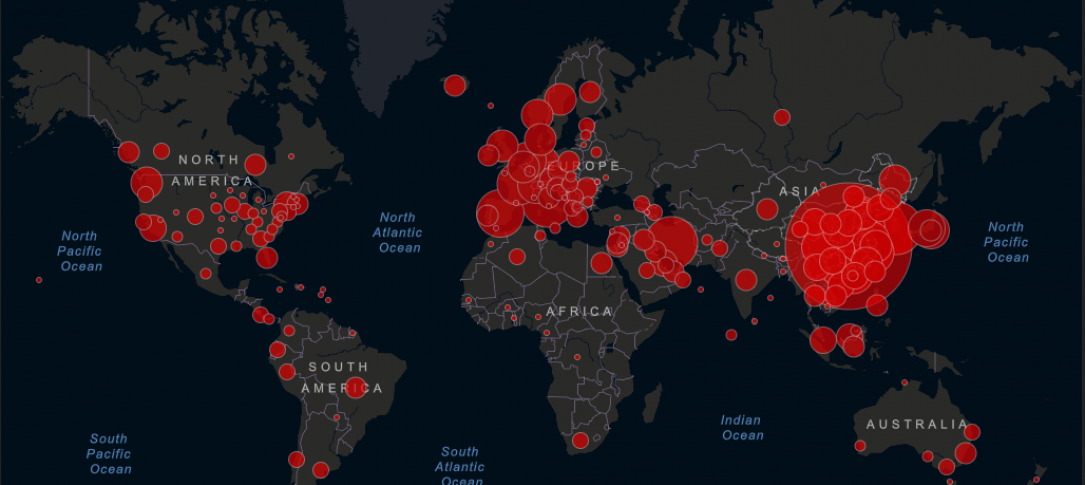 NORTH
AMERICA
EUROPE
ASIA
North
Atlantic
Ocean
North
Pacific
Ocean
North
Pacific
Ocean
AFRICA
SOUTH
AMERICA
Indian
Ocean
AUSTRALIA
South
Pacific
Ocean
South
Atlantic
Ocean